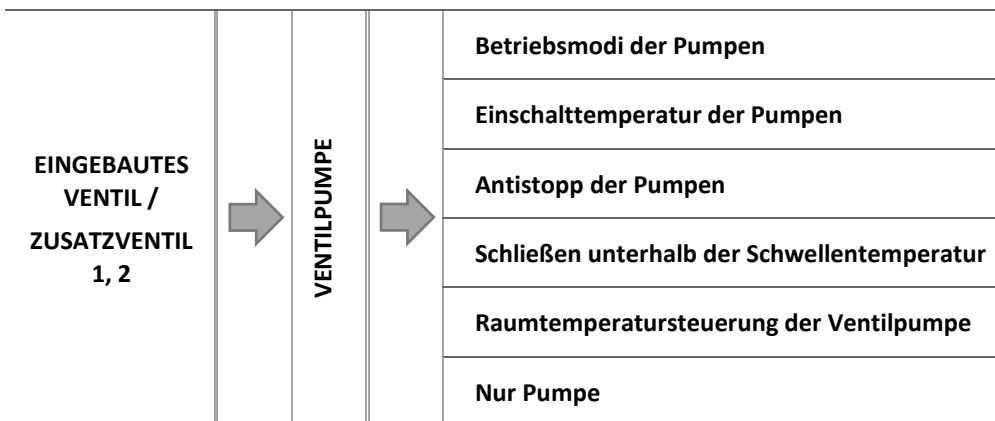 EINGEBAUTES
VENTIL /
ZUSATZVENTIL
1, 2
VENTILPUMPE
Betriebsmodi der Pumpen
Einschalttemperatur der Pumpen
Antistopp der Pumpen
Schließen unterhalb der Schwellentemperatur
Raumtemperatursteuerung der Ventilpumpe
Nur Pumpe